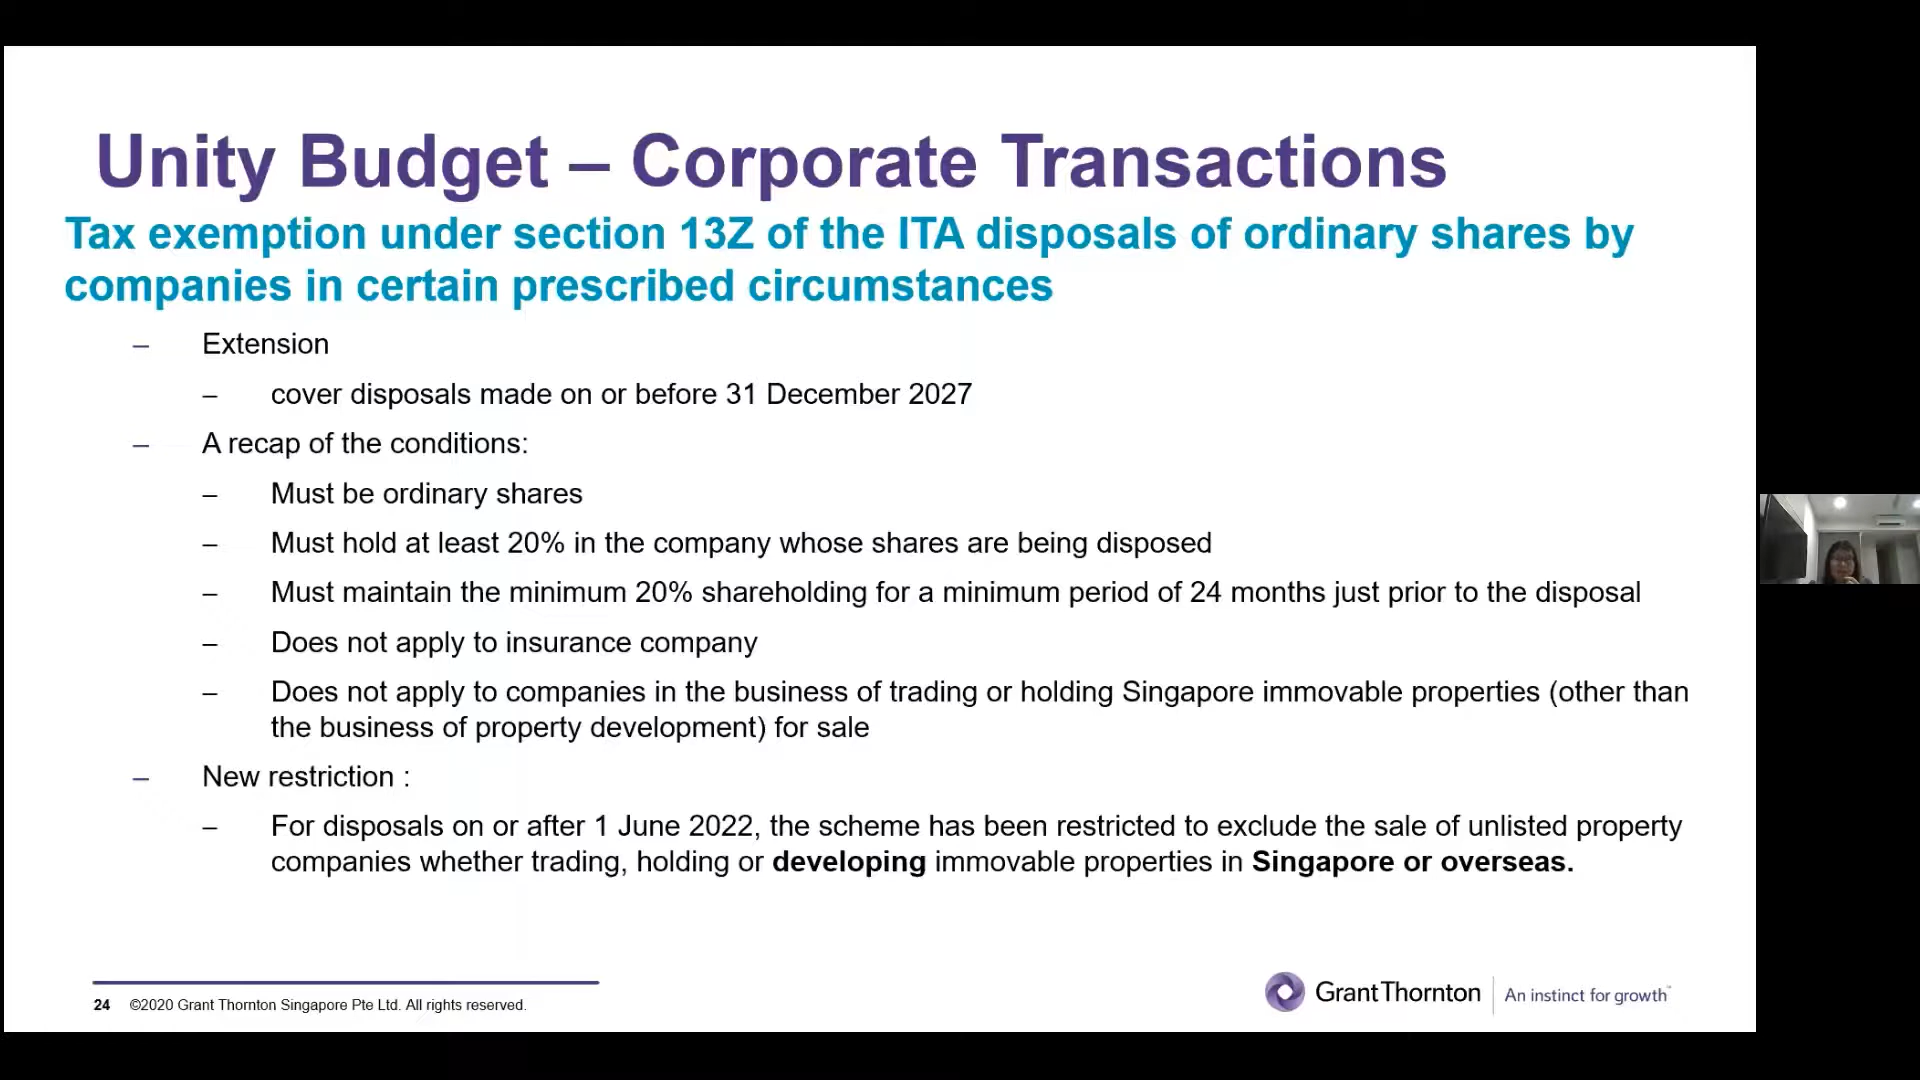 Unity Budget – Corporate Transactions
Tax exemption under section 13Z of the ITA disposals of ordinary shares by
companies in certain prescribed circumstances
– Extension
– cover disposals made on or before 31 December 2027
– A recap of the conditions:
– Must be ordinary shares
– Must hold at least 20% in the company whose shares are being disposed
– Must maintain the minimum 20% shareholding for a minimum period of 24 months just prior to the disposal
– Does not apply to insurance company
– Does not apply to companies in the business of trading or holding Singapore immovable properties (other than
the business of property development) for sale
– New restriction :
– For disposals on or after 1 June 2022, the scheme has been restricted to exclude the sale of unlisted property
companies whether trading, holding or developing immovable properties in Singapore or overseas.
24 ©2020 Grant Thornton Singapore Pte Ltd. All rights reserved.
Grant Thornton | An instinct for growth™